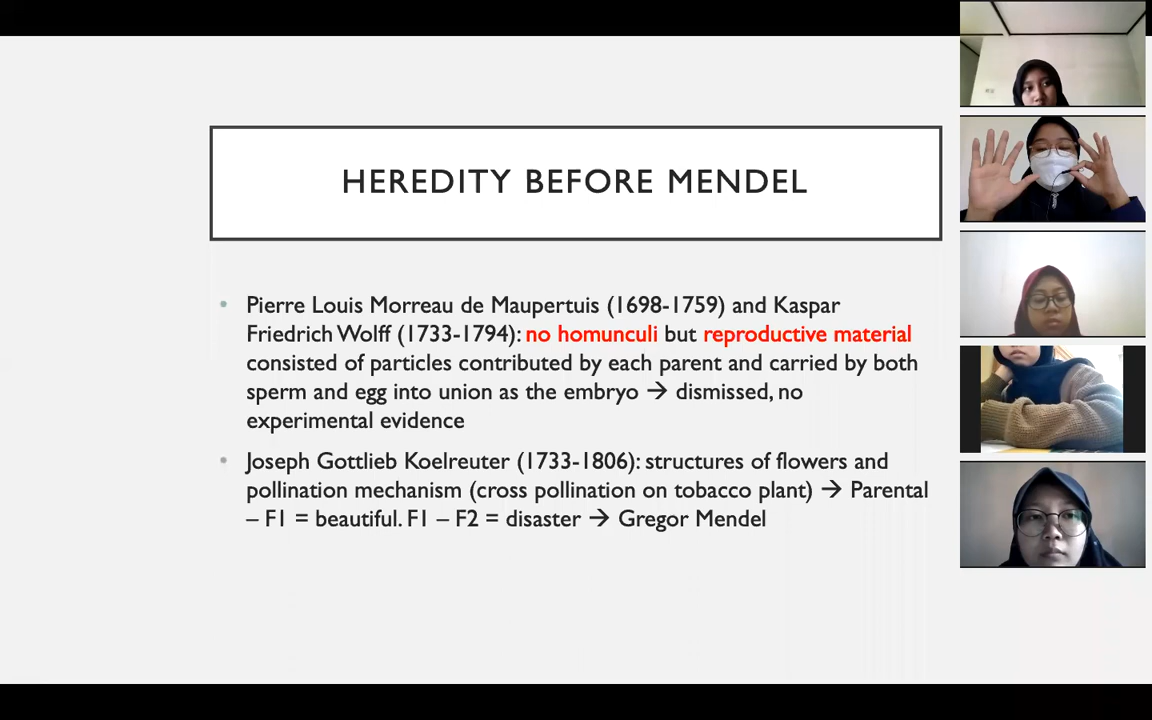 HEREDITY BEFORE MENDEL
• Pierre Louis Morreau de Maupertuis (1698-1759) and Kaspar
Friedrich Wolff (1733-1794): no homunculi but reproductive material
consisted of particles contributed by each parent and carried by both
sperm and egg into union as the embryo → dismissed, no
experimental evidence
• Joseph Gottlieb Koelreuter (1733-1806): structures of flowers and
pollination mechanism (cross pollination on tobacco plant) → Parental
– F1 = beautiful. F1 – F2 = disaster → Gregor Mendel